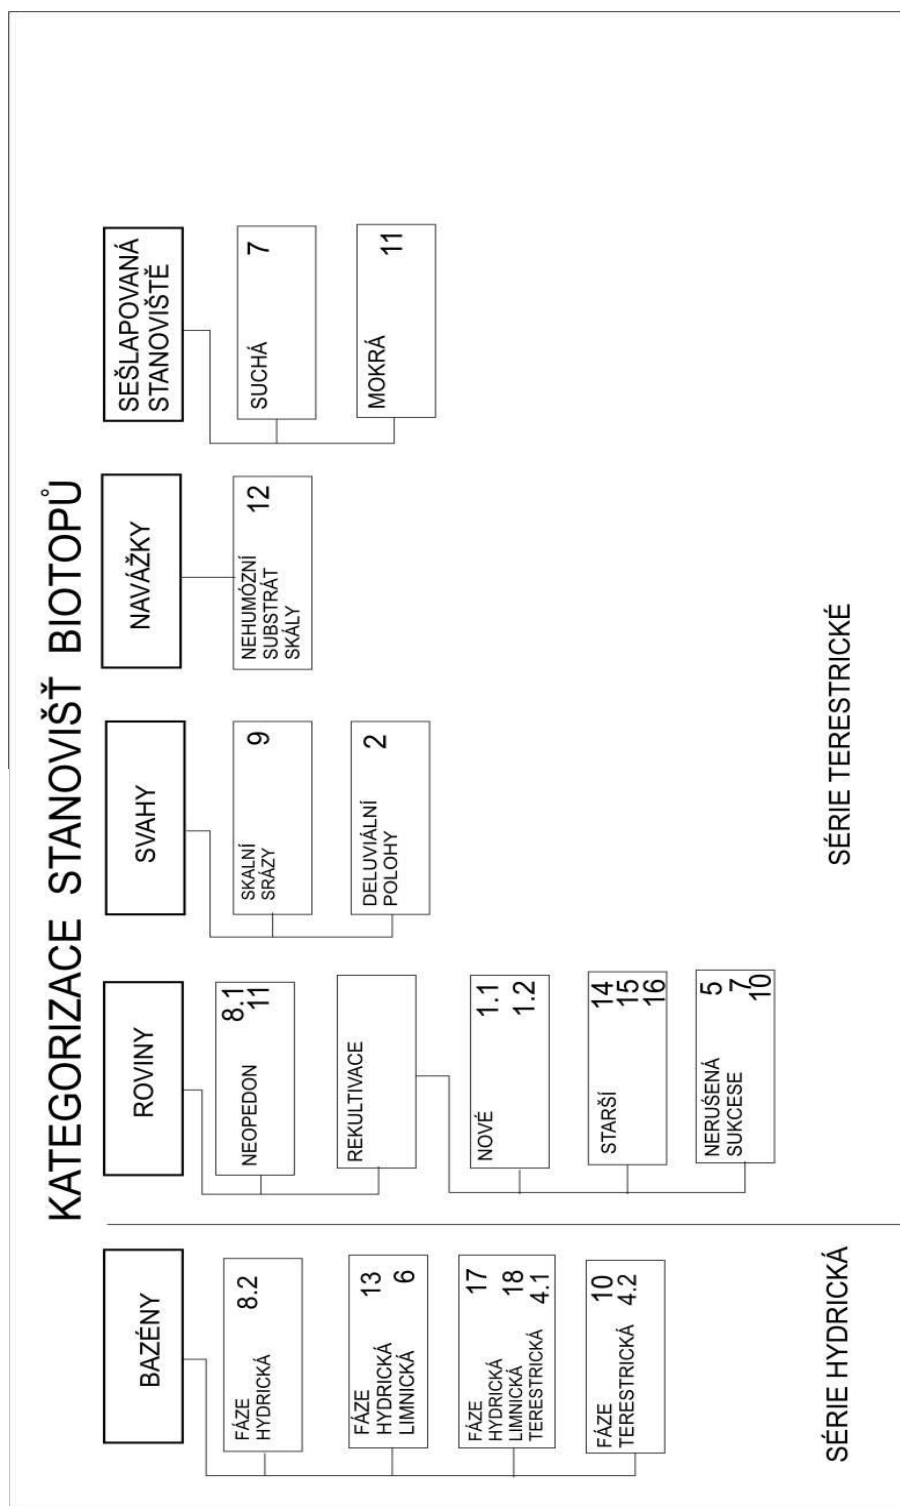 KATEGORIZACE STANOVIŠŤ BIOTOPŮ
BAZÉNY
FÁZE
HYDRICKÁ
8.2
FÁZE
HYDRICKÁ
LIMNICKÁ
13
6
FÁZE
HYDRICKÁ
LIMNICKÁ
TERESTRICKÁ
17
18
4.1
FÁZE
TERESTRICKÁ
10
4.2
SÉRIE HYDRICKÁ
ROVINY
NEOPEDON
8.1
11
REKULTIVACE
NOVÉ
1.1
1.2
STARŠÍ
14
15
16
NERUŠENÁ
SUKCESE
5
7
10
SVAHY
SKALNÍ
SRÁZY
9
DELUVIÁLNÍ
POLOHY
2
NAVÁŽKY
NEHUMÓZNÍ
SUBSTRÁT
SKÁLY
12
SEŠLAPOVANÁ
STANOVIŠTĚ
SUCHÁ
7
MOKRÁ
11
SÉRIE TERESTRICKÉ